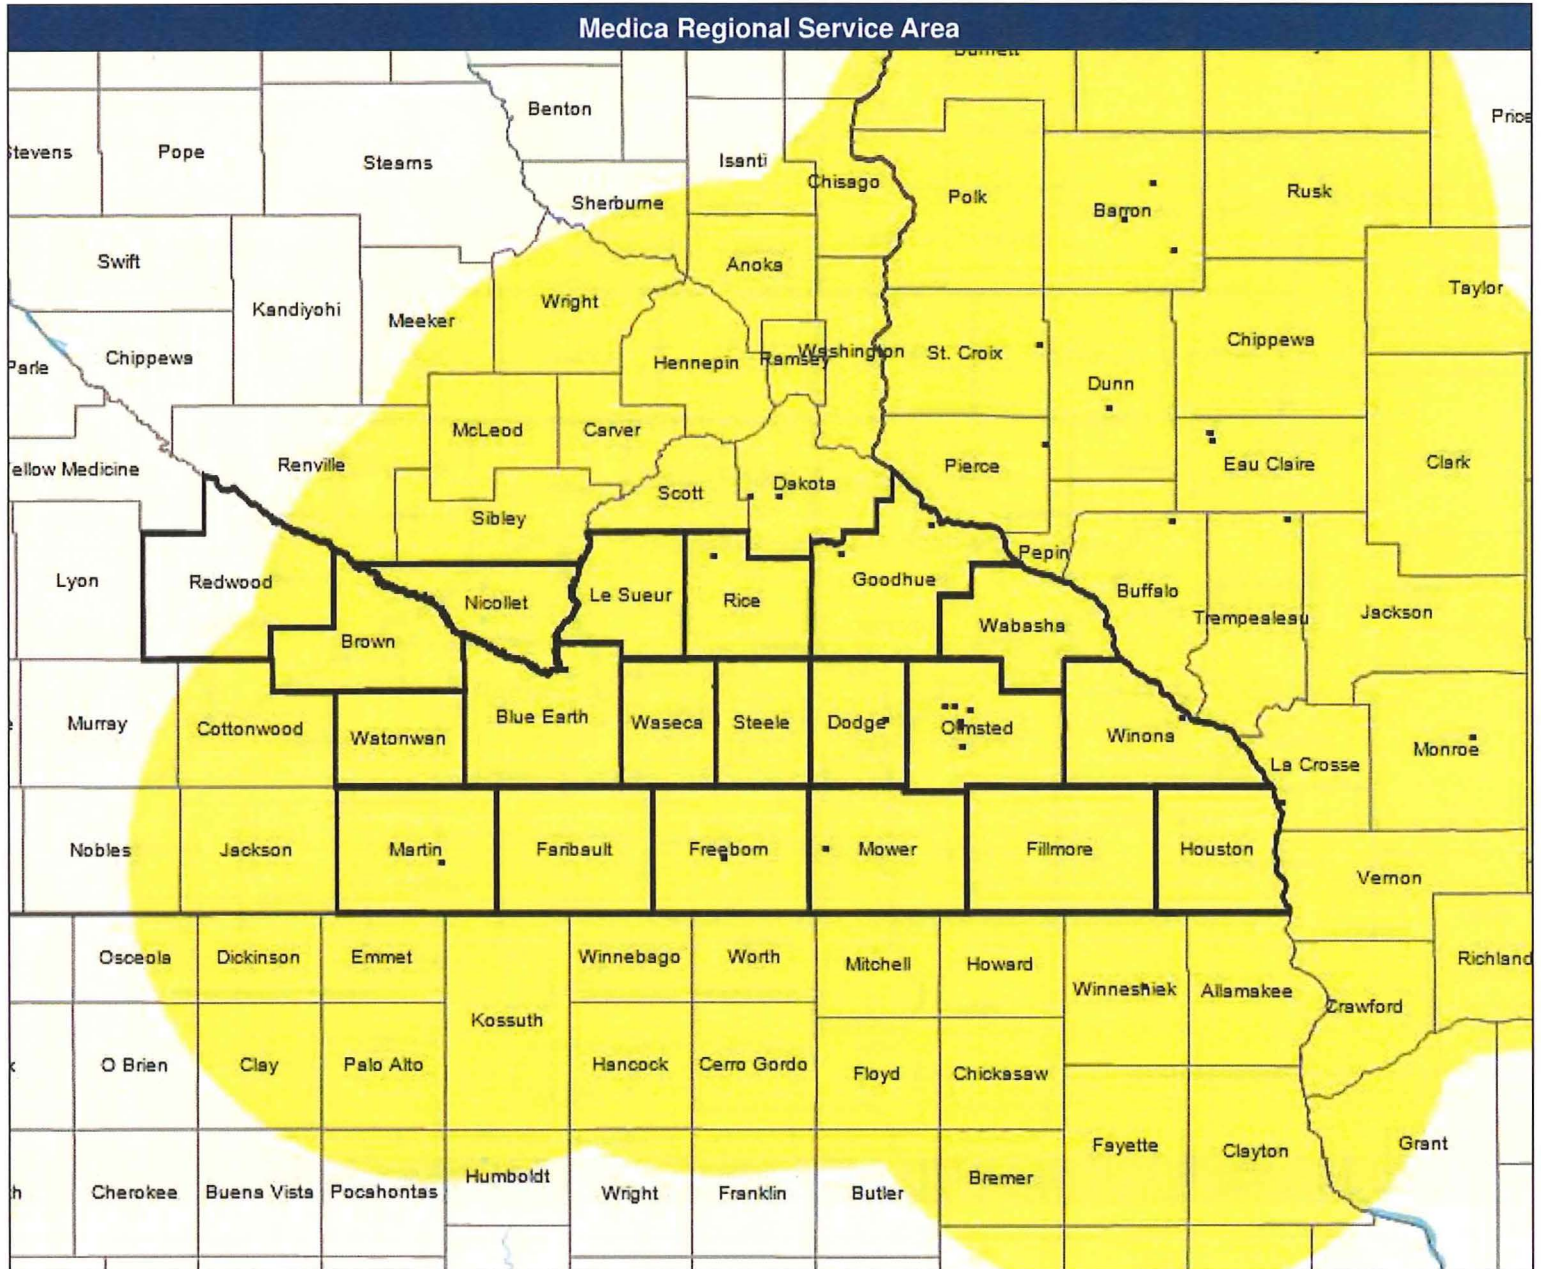 Medica Regional Service Area
Burnett
Benton
Price
Stevens
Pope
Stearns
Isanti
Chisago
Polk
Barron
Rusk
Sherburne
Swift
Anoka
Taylor
Kandiyohi
Wright
Meeker
Chippewa
Parle
Chippewa
Hennepin
Ramsey
Washington
St. Croix
Dunn
McLeod
Carver
ellow Medicine
Renville
Pierce
Eau Claire
Clark
Scott
Dakota
Sibley
Lyon
Redwood
Nicollet
Le Sueur
Rice
Goodhue
Pepin
Buffalo
Trempealeau
Jackson
Brown
Wabasha
Murray
Cottonwood
Watonwan
Blue Earth
Waseca
Steele
Dodge
Olmsted
Winona
La Crosse
Monroe
Nobles
Jackson
Martin
Faribault
Freeborn
Mower
Fillmore
Houston
Vernon
Osceola
Dickinson
Emmet
Winnebago
Worth
Mitchell
Howard
Richland
Kossuth
Winneshiek
Allamakee
Crawford
O Brien
Clay
Palo Alto
Hancock
Cerro Gordo
Floyd
Chickasaw
Fayette
Clayton
Grant
Cherokee
Buena Vista
Pocahontas
Humboldt
Wright
Franklin
Butler
Bremer